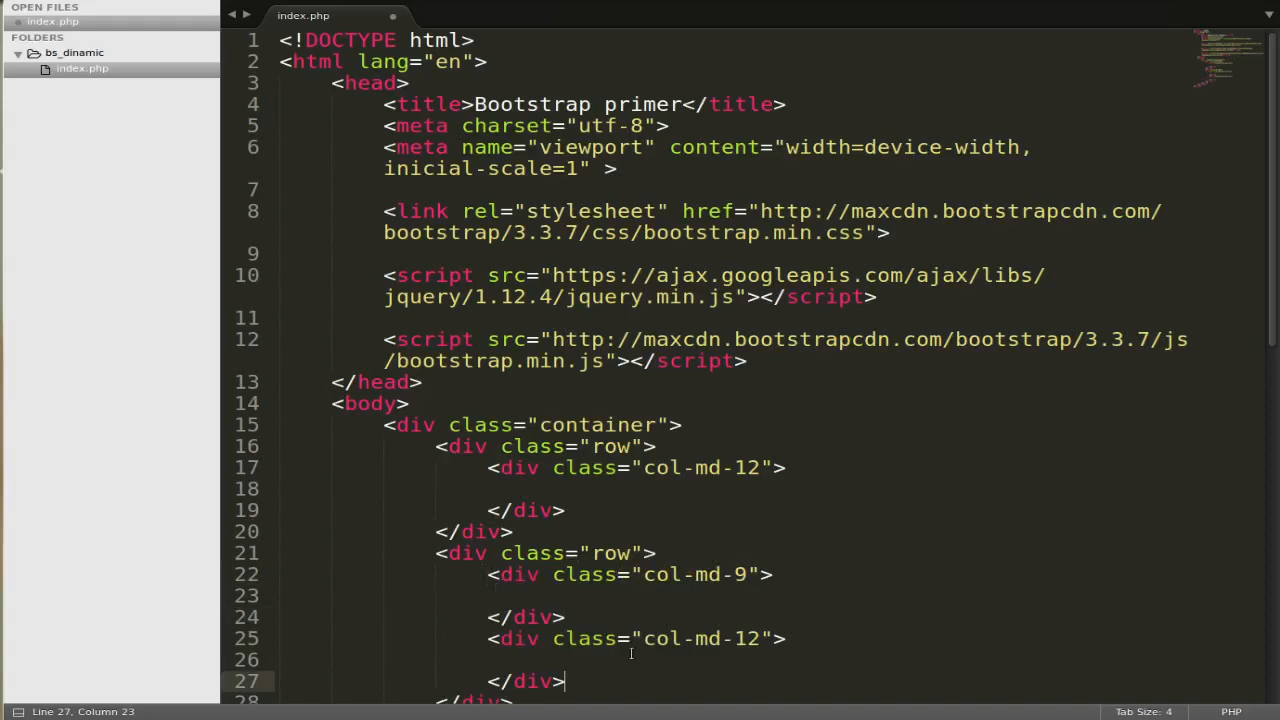 OPEN FILES
index.php
FOLDERS
bs_dinamic
index.php
index.php
1 <!DOCTYPE html>
2 <html lang="en">
3 <head>
4 <title>Bootstrap primer</title>
5 <meta charset="utf-8">
6 <meta name="viewport" content="width=device-width,
inicial-scale=1" >
7
8 <link rel="stylesheet" href="http://maxcdn.bootstrapcdn.com/
bootstrap/3.3.7/css/bootstrap.min.css">
9
10 <script src="https://ajax.googleapis.com/ajax/libs/
jquery/1.12.4/jquery.min.js"></script>
11
12 <script src="http://maxcdn.bootstrapcdn.com/bootstrap/3.3.7/js
/bootstrap.min.js"></script>
13 </head>
14 <body>
15 <div class="container">
16 <div class="row">
17 <div class="col-md-12">
18
19 </div>
20 </div>
21 <div class="row">
22 <div class="col-md-9">
23
24 </div>
25 <div class="col-md-12">
26
27 </div>
28 </div>
Line 27, Column 23
Tab Size: 4
PHP